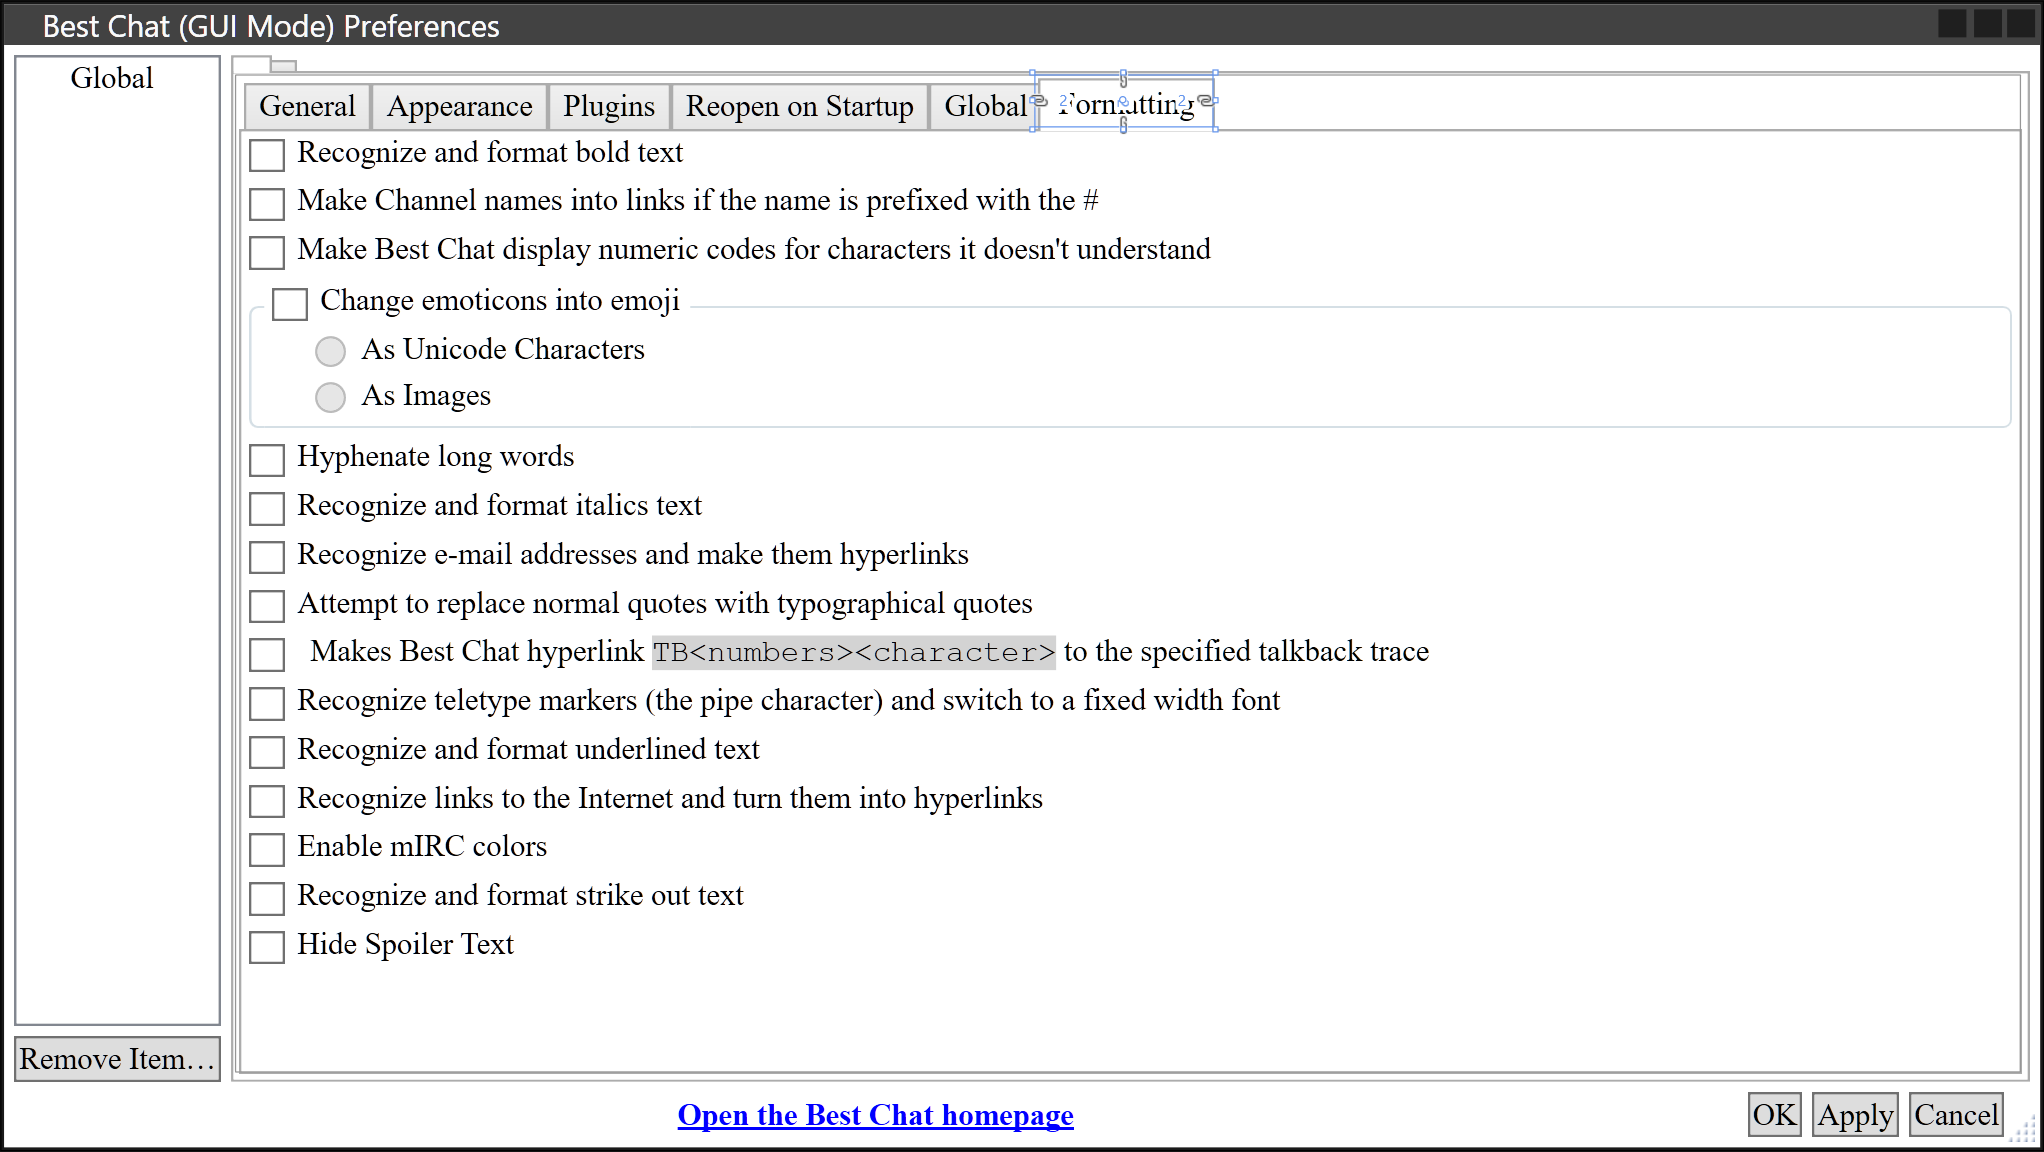 Best Chat (GUI Mode) Preferences
Global
General Appearance Plugins Reopen on Startup Global Formatting
Recognize and format bold text
Make Channel names into links if the name is prefixed with the #
Make Best Chat display numeric codes for characters it doesn't understand
Change emoticons into emoji
As Unicode Characters
As Images
Hyphenate long words
Recognize and format italics text
Recognize e-mail addresses and make them hyperlinks
Attempt to replace normal quotes with typographical quotes
Makes Best Chat hyperlink TB<numbers><character> to the specified talkback trace
Recognize teletype markers (the pipe character) and switch to a fixed width font
Recognize and format underlined text
Recognize links to the Internet and turn them into hyperlinks
Enable mIRC colors
Recognize and format strike out text
Hide Spoiler Text
Remove Item…
Open the Best Chat homepage
OK Apply Cancel